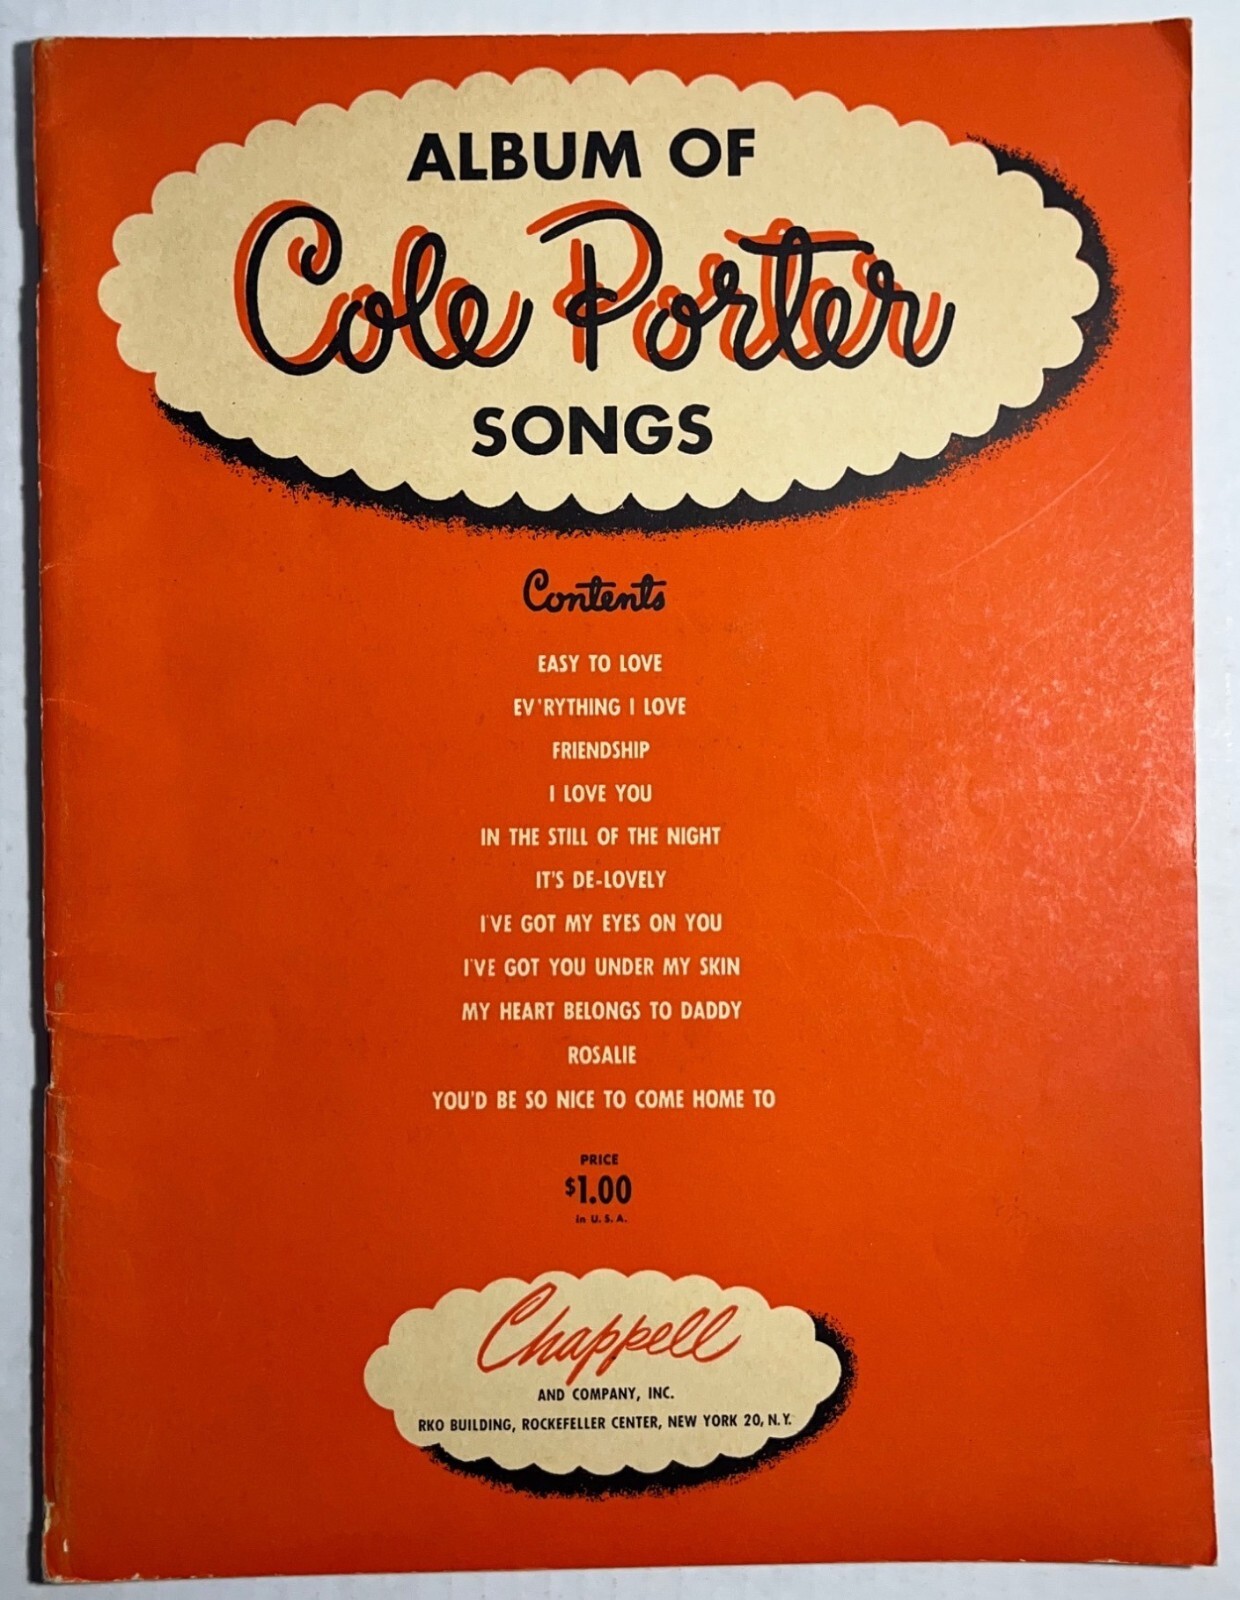 ALBUM OF
Cole Porter
SONGS
Contents
EASY TO LOVE
EV'RYTHING I LOVE
FRIENDSHIP
I LOVE YOU
IN THE STILL OF THE NIGHT
IT'S DE-LOVELY
I'VE GOT MY EYES ON YOU
I'VE GOT YOU UNDER MY SKIN
MY HEART BELONGS TO DADDY
ROSALIE
YOU'D BE SO NICE TO COME HOME TO
PRICE
$1.00
in U.S.A.
Chappell
AND COMPANY, INC.
RKO BUILDING, ROCKEFELLER CENTER, NEW YORK 20, N.Y.